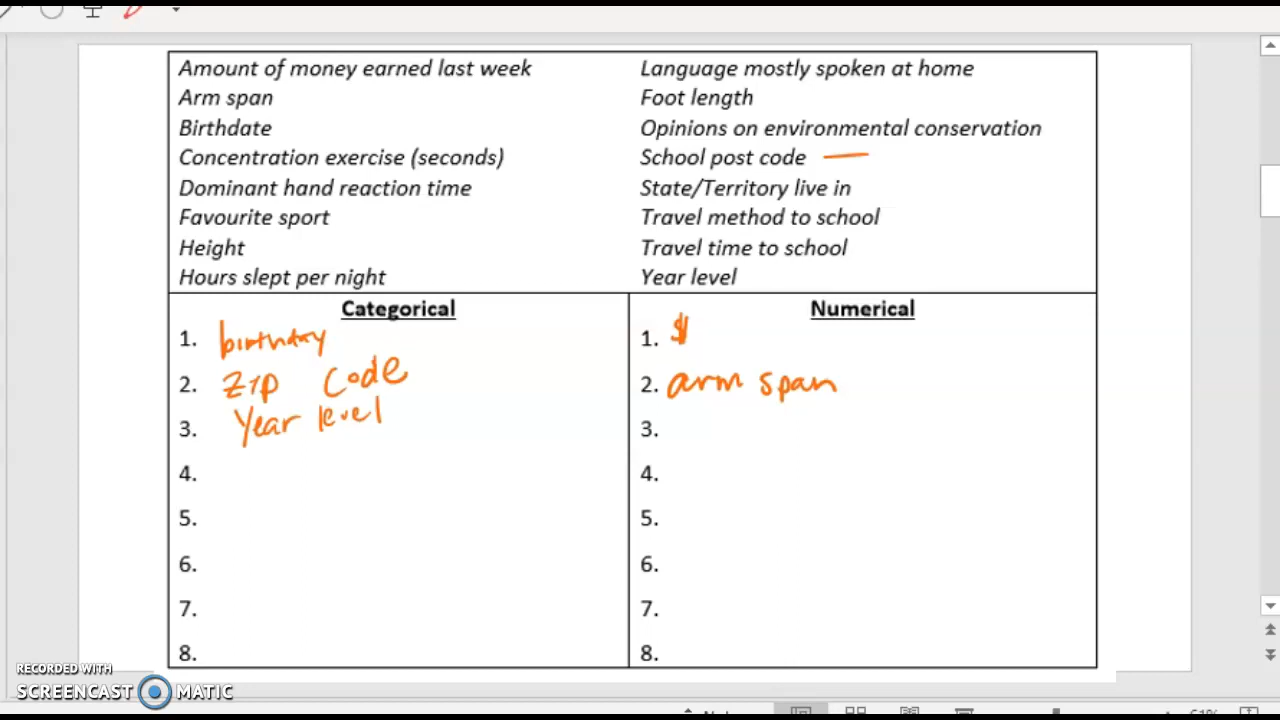 Amount of money earned last week
Arm span
Birthdate
Concentration exercise (seconds)
Dominant hand reaction time
Favourite sport
Height
Hours slept per night
Language mostly spoken at home
Foot length
Opinions on environmental conservation
School post code
State/Territory live in
Travel method to school
Travel time to school
Year level
Categorical
1. birthday
2. Zip Code
3. Year level
4.
5.
6.
7.
8.
Numerical
1. $
2. arm span
3.
4.
5.
6.
7.
8.
RECORDED WITH
SCREENCAST MATIC